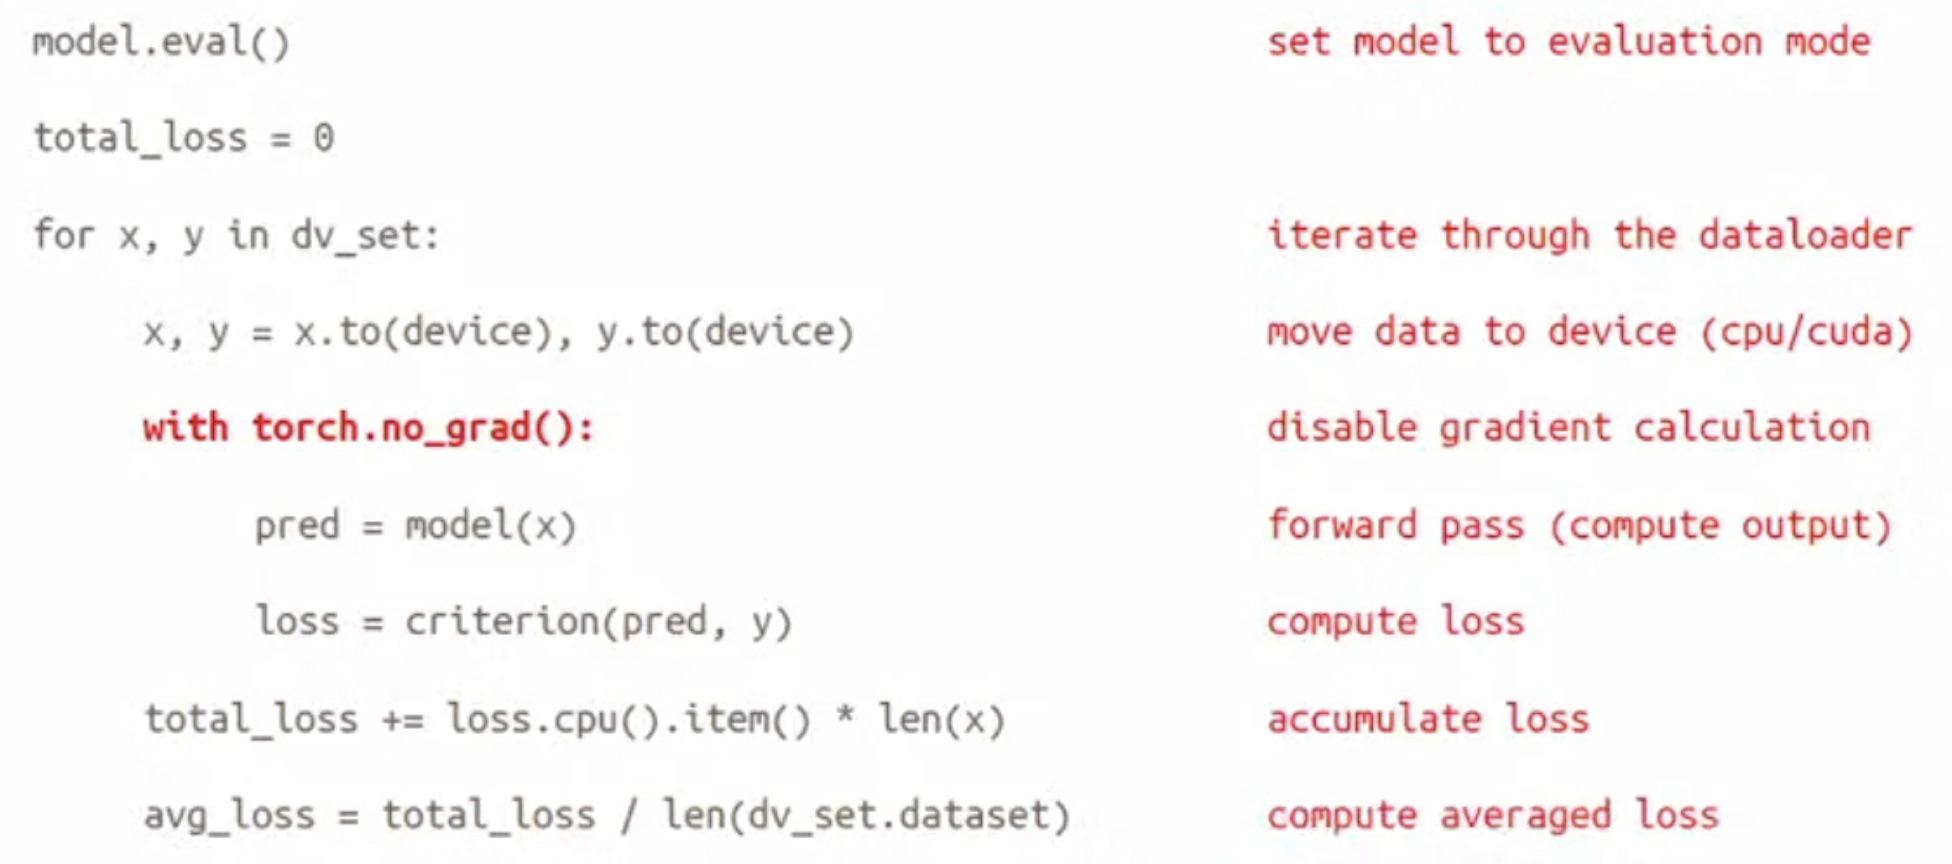 model.eval() set model to evaluation mode
total_loss = 0
for x, y in dv_set: iterate through the dataloader
x, y = x.to(device), y.to(device) move data to device (cpu/cuda)
with torch.no_grad(): disable gradient calculation
pred = model(x) forward pass (compute output)
loss = criterion(pred, y) compute loss
total_loss += loss.cpu().item() * len(x) accumulate loss
avg_loss = total_loss / len(dv_set.dataset) compute averaged loss